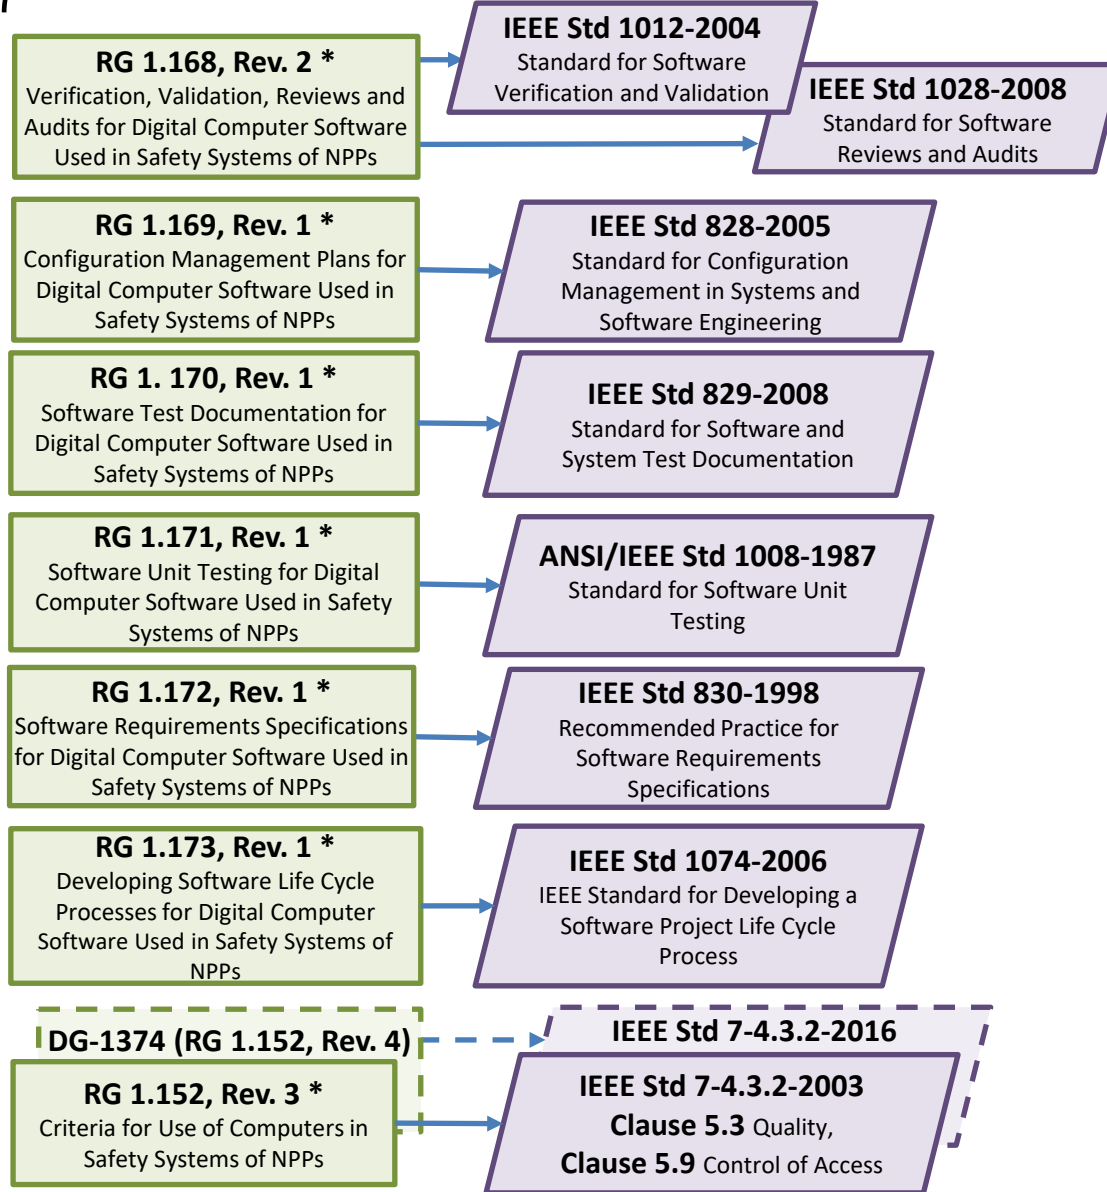 RG 1.168, Rev. 2 *
Verification, Validation, Reviews and
Audits for Digital Computer Software
Used in Safety Systems of NPPs
IEEE Std 1012-2004
Standard for Software
Verification and Validation
IEEE Std 1028-2008
Standard for Software
Reviews and Audits
RG 1.169, Rev. 1 *
Configuration Management Plans for
Digital Computer Software Used in
Safety Systems of NPPs
IEEE Std 828-2005
Standard for Configuration
Management in Systems and
Software Engineering
RG 1. 170, Rev. 1 *
Software Test Documentation for
Digital Computer Software Used in
Safety Systems of NPPs
IEEE Std 829-2008
Standard for Software and
System Test Documentation
RG 1.171, Rev. 1 *
Software Unit Testing for Digital
Computer Software Used in Safety
Systems of NPPs
ANSI/IEEE Std 1008-1987
Standard for Software Unit
Testing
RG 1.172, Rev. 1 *
Software Requirements Specifications
for Digital Computer Software Used in
Safety Systems of NPPs
IEEE Std 830-1998
Recommended Practice for
Software Requirements
Specifications
RG 1.173, Rev. 1 *
Developing Software Life Cycle
Processes for Digital Computer
Software Used in Safety Systems of
NPPs
IEEE Std 1074-2006
IEEE Standard for Developing a
Software Project Life Cycle
Process
DG-1374 (RG 1.152, Rev. 4)
IEEE Std 7-4.3.2-2016
RG 1.152, Rev. 3 *
Criteria for Use of Computers in
Safety Systems of NPPs
IEEE Std 7-4.3.2-2003
Clause 5.3 Quality,
Clause 5.9 Control of Access